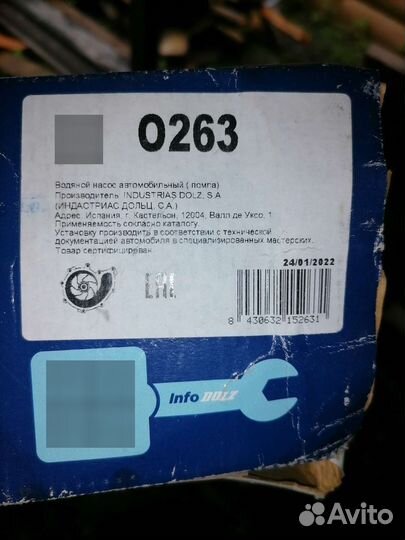 O263
Водяной насос автомобильный ( помпа)
Производитель: INDUSTRIAS DOLZ, S.A
(ИНДАСТРИАС ДОЛЬЦ, С.А.)
Адрес: Испания, г. Кастельон, 12004, Валл де Уксо, 1
Применяемость согласно каталогу.
Установку производить в соответствии с технической
документацией автомобиля в специализированных мастерских.
Товар сертифицирован.
24/01/2022
EAC
8 430632 152631
Info DOLZ
Avito